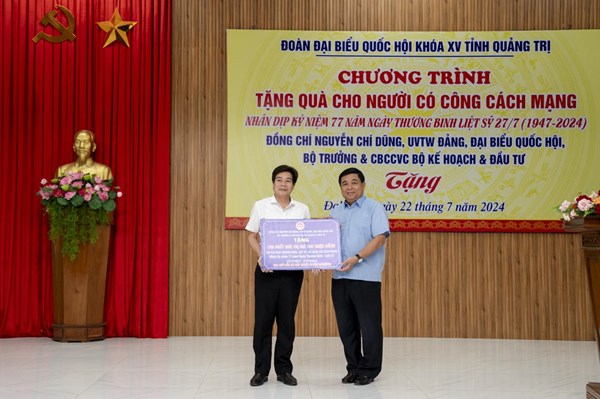 ĐOÀN ĐẠI BIỂU QUỐC HỘI KHÓA XV TỈNH QUẢNG TRỊ
CHƯƠNG TRÌNH
TẶNG QUÀ CHO NGƯỜI CÓ CÔNG CÁCH MẠNG
NHÂN DỊP KỶ NIỆM 77 NĂM NGÀY THƯƠNG BINH LIỆT SỸ 27/7 (1947-2024)
ĐỒNG CHÍ NGUYỄN CHÍ DŨNG, UVTW ĐẢNG, ĐẠI BIỂU QUỐC HỘI,
BỘ TRƯỞNG & CBCCVC BỘ KẾ HOẠCH & ĐẦU TƯ
Tặng
22 tháng 7 năm 2024
TẶNG